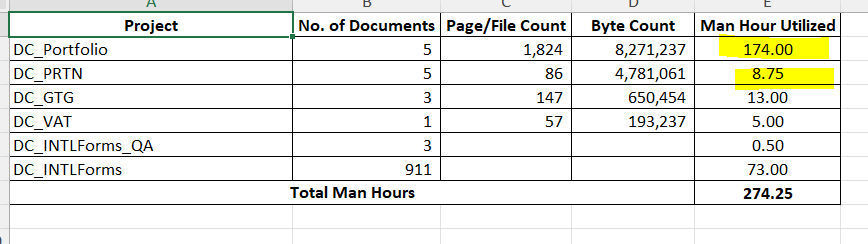 A B C D E
Project No. of Documents Page/File Count Byte Count Man Hour Utilized
DC_Portfolio 5 1,824 8,271,237 174.00
DC_PRTN 5 86 4,781,061 8.75
DC_GTG 3 147 650,454 13.00
DC_VAT 1 57 193,237 5.00
DC_INTLForms_QA 3 0.50
DC_INTLForms 911 73.00
Total Man Hours 274.25